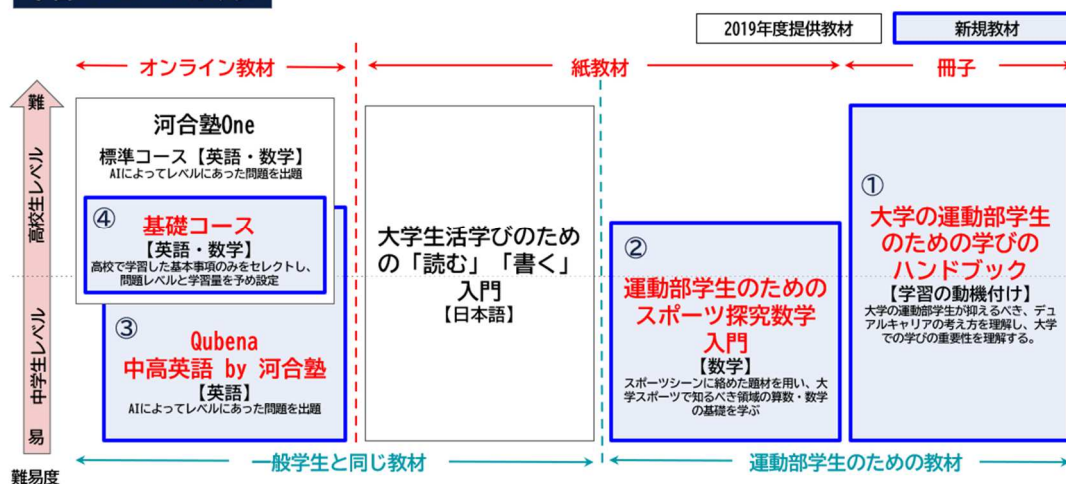 2019年度提供教材
新規教材
オンライン教材
紙教材
冊子
難
高校生レベル
中学生レベル
易
難易度
河合塾One
標準コース【英語・数学】
AIによってレベルにあった問題を出題
④
基礎コース
【英語・数学】
高校で学習した基本事項のみをセレクトし、
問題レベルと学習量を予め設定
③
Qubena
中高英語 by 河合塾
【英語】
AIによってレベルにあった問題を出題
大学生活学びのため
の「読む」「書く」
入門
【日本語】
②
運動部学生のための
スポーツ探究数学
入門
【数学】
スポーツシーンに絡めた題材を用い、大
学スポーツで知るべき領域の算数・数学
の基礎を学ぶ
①
大学の運動部学生
のための学びの
ハンドブック
【学習の動機付け】
大学の運動部学生が抑えるべき、デュ
アルキャリアの考え方を理解し、大学
での学びの重要性を理解する。
一般学生と同じ教材
運動部学生のための教材